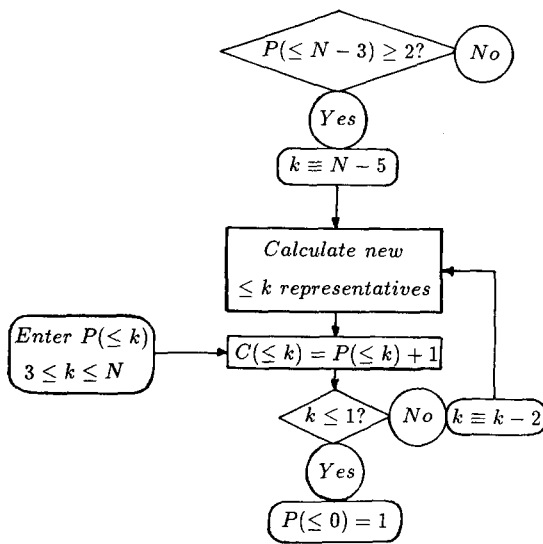 P(≤ N − 3) ≥ 2?
No
Yes
k ≡ N − 5
Calculate new
≤ k representatives
Enter P(≤ k)
3 ≤ k ≤ N
C(≤ k) = P(≤ k) + 1
k ≤ 1?
No
k ≡ k − 2
Yes
P(≤ 0) = 1